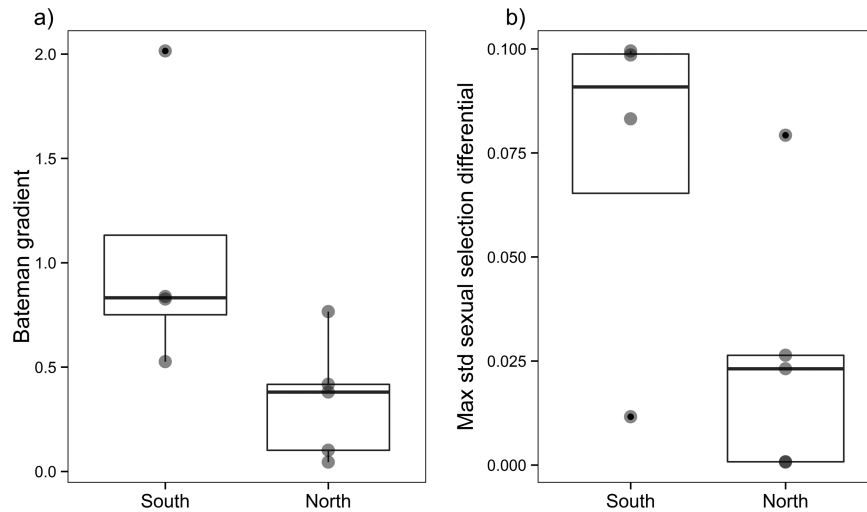 a)
Bateman gradient
2.0
1.5
1.0
0.5
0.0
South North
b)
Max std sexual selection differential
0.100
0.075
0.050
0.025
0.000
South North